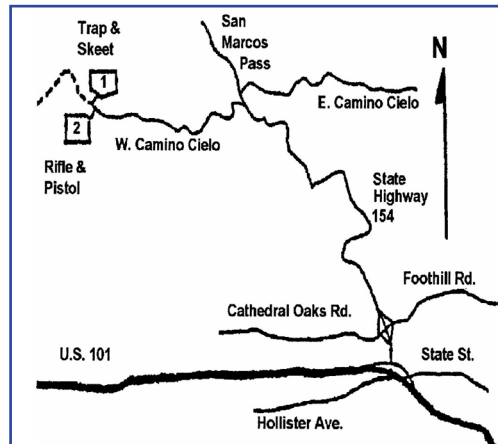 Trap &
Skeet
1
2
Rifle &
Pistol
San
Marcos
Pass
W. Camino Cielo
E. Camino Cielo
N
State
Highway
154
Foothill Rd.
Cathedral Oaks Rd.
U.S. 101
State St.
Hollister Ave.